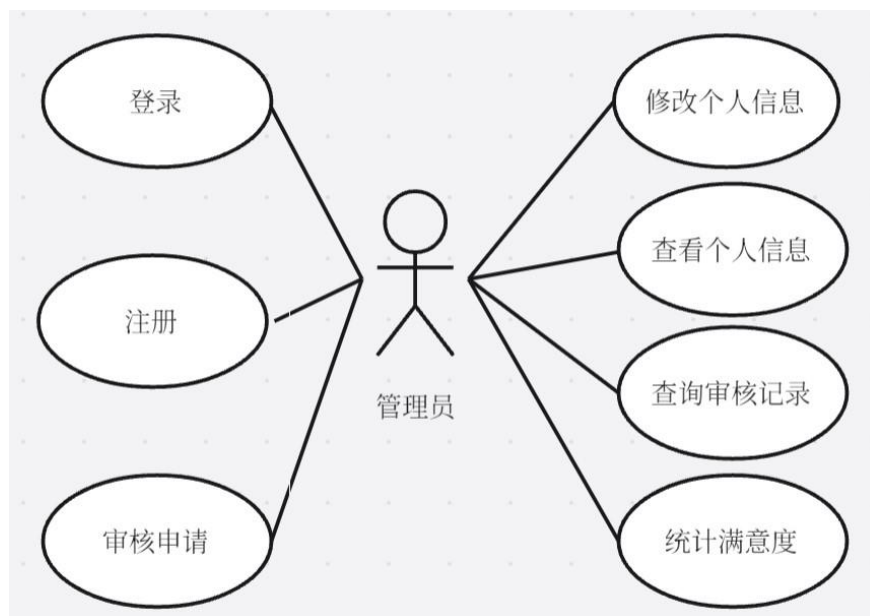 登录
注册
审核申请
管理员
修改个人信息
查看个人信息
查询审核记录
统计满意度